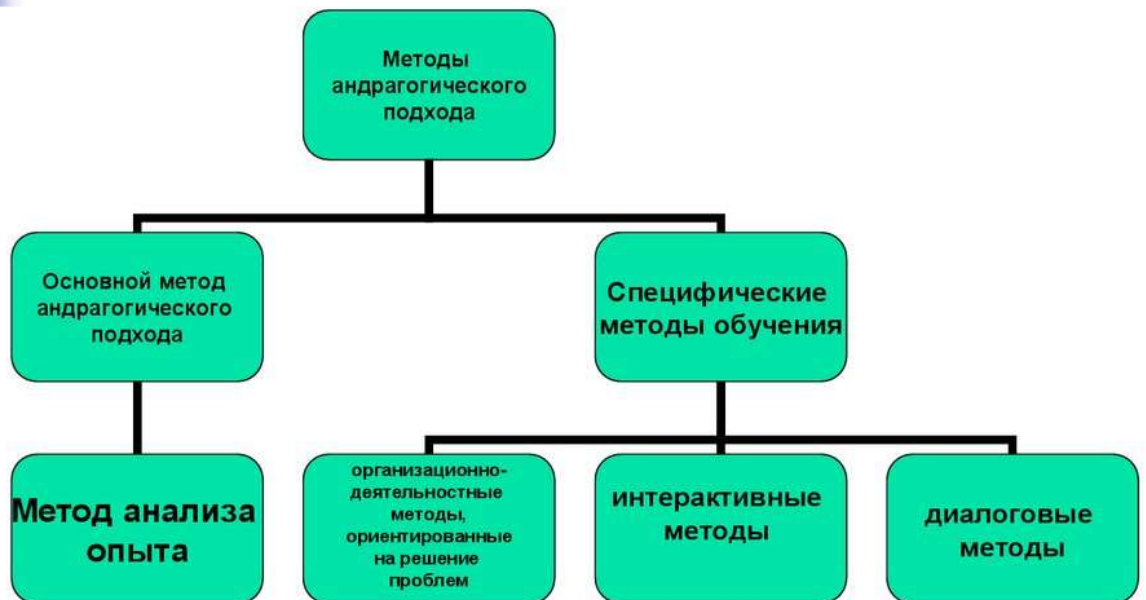 Методы
андрагогического
подхода
Основной метод
андрагогического
подхода
Специфические
методы обучения
Метод анализа
опыта
организационно-
деятельностные
методы,
ориентированные
на решение
проблем
интерактивные
методы
диалоговые
методы